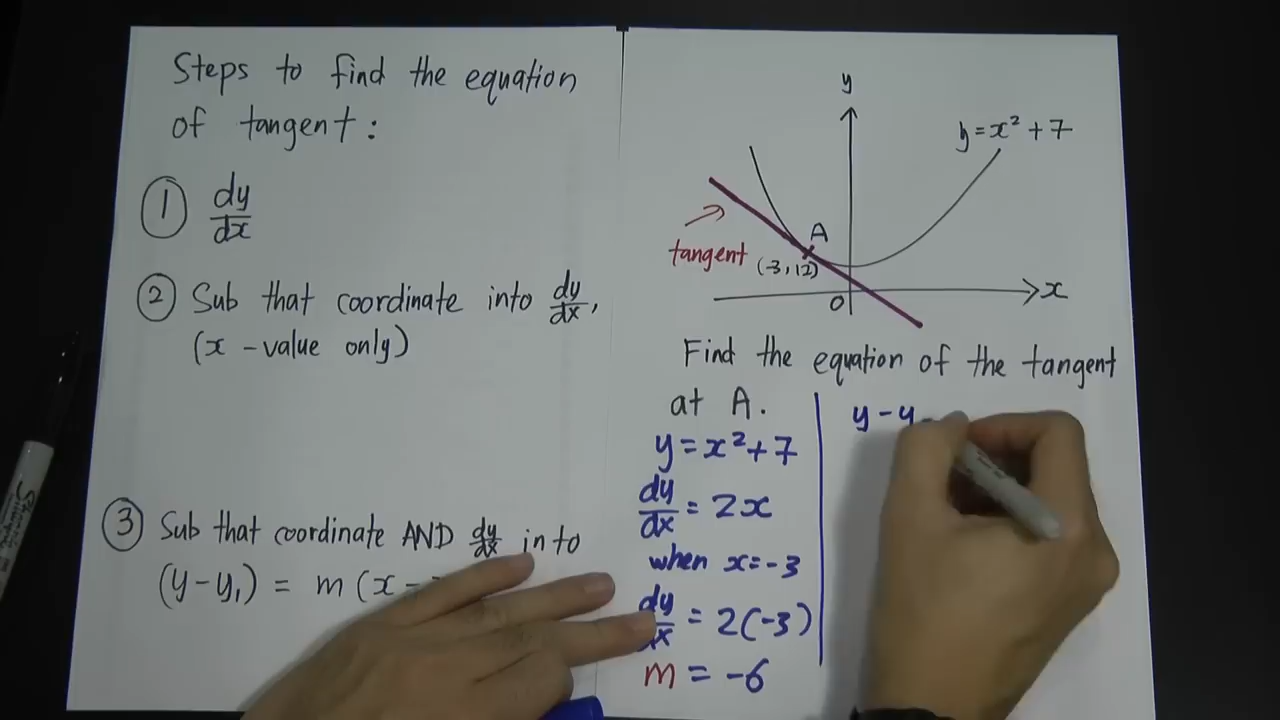 Steps to find the equation
of tangent:
① dy/dx
② Sub that coordinate into dy/dx,
(x-value only)
③ Sub that coordinate AND dy/dx into
(y-y₁) = m(x-
y
y=x²+7
A
tangent
(-3,12)
O
x
Find the equation of the tangent
at A.
y=x²+7
dy/dx = 2x
when x=-3
dy/dx = 2(-3)
m = -6
y-y